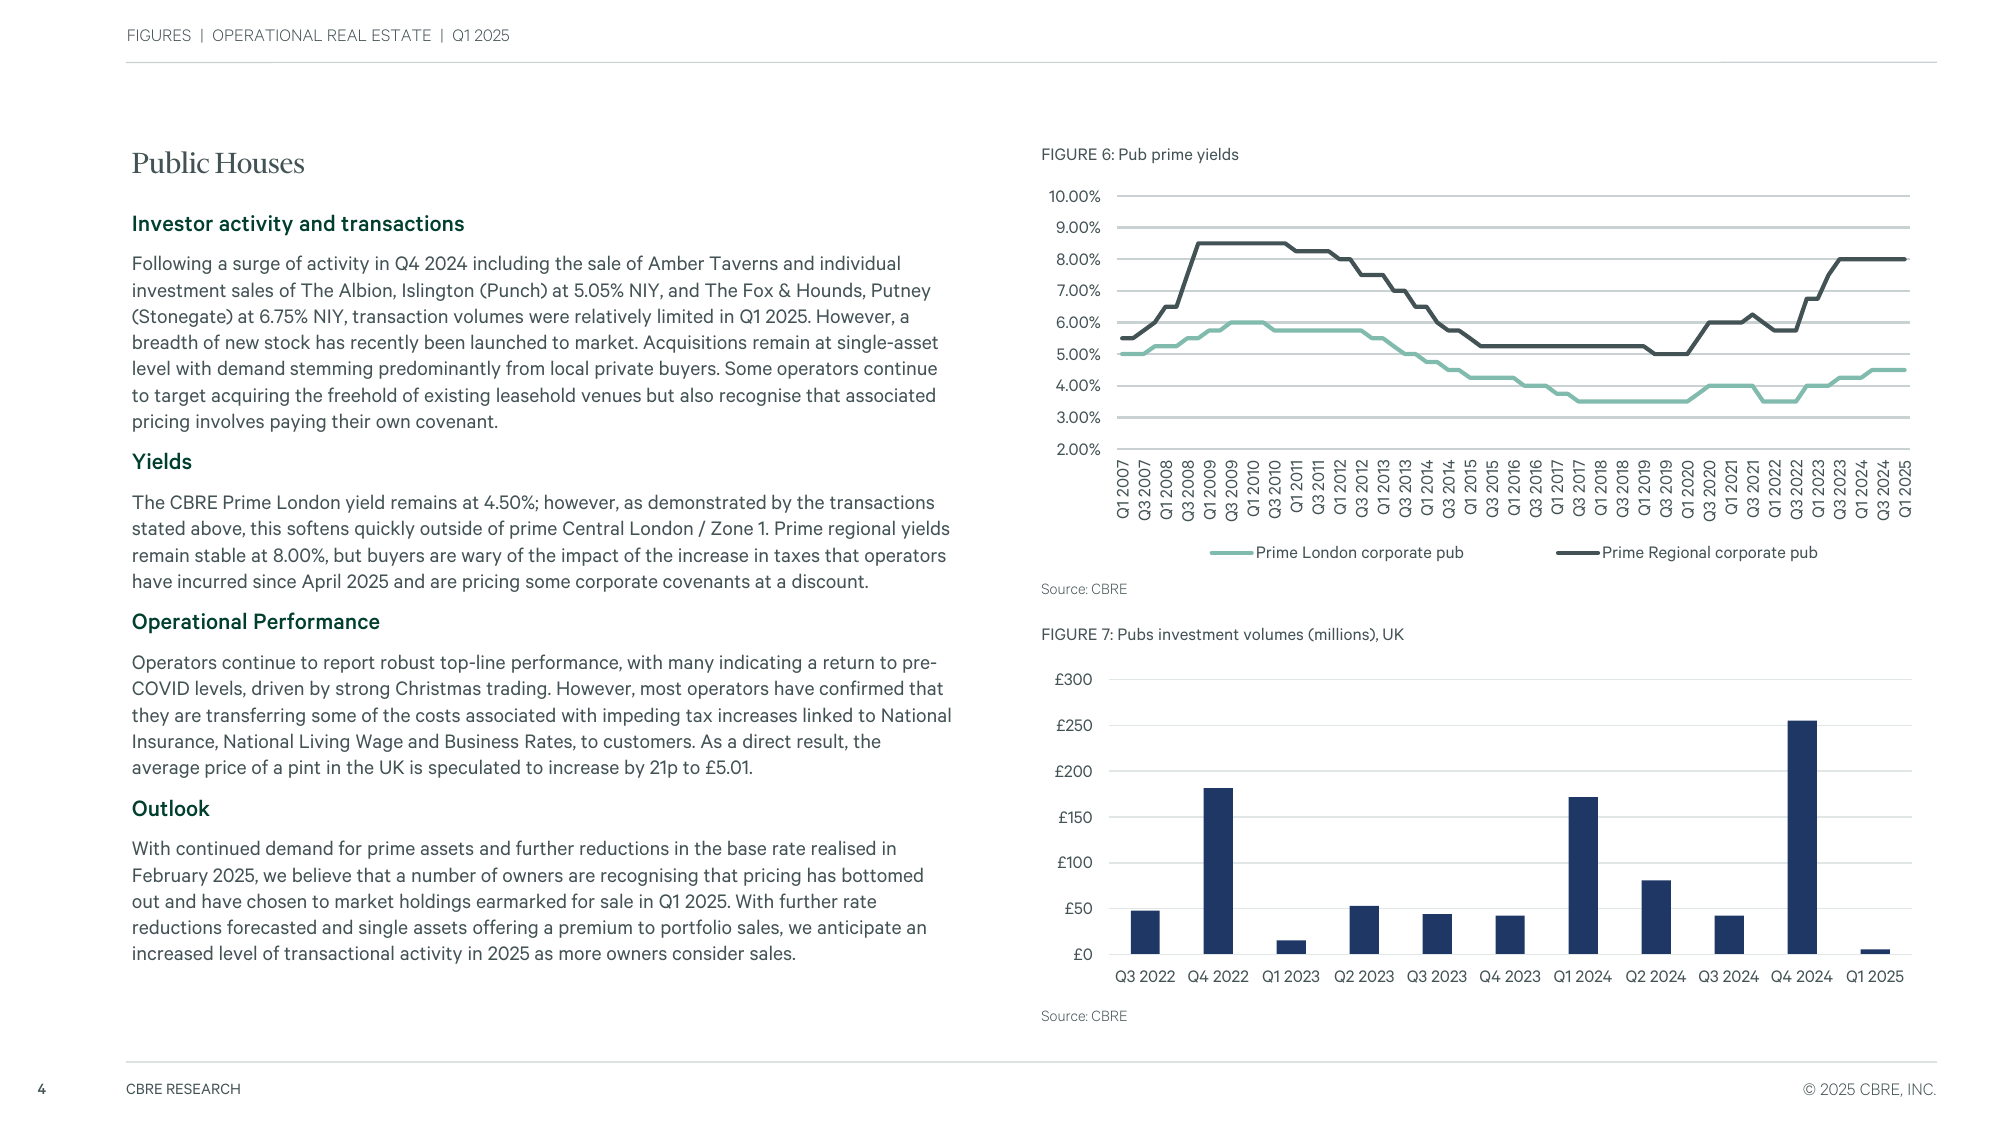 FIGURES | OPERATIONAL REAL ESTATE | Q1 2025
Public Houses
Investor activity and transactions
Following a surge of activity in Q4 2024 including the sale of Amber Taverns and individual
investment sales of The Albion, Islington (Punch) at 5.05% NIY, and The Fox & Hounds, Putney
(Stonegate) at 6.75% NIY, transaction volumes were relatively limited in Q1 2025. However, a
breadth of new stock has recently been launched to market. Acquisitions remain at single-asset
level with demand stemming predominantly from local private buyers. Some operators continue
to target acquiring the freehold of existing leasehold venues but also recognise that associated
pricing involves paying their own covenant.
Yields
The CBRE Prime London yield remains at 4.50%; however, as demonstrated by the transactions
stated above, this softens quickly outside of prime Central London / Zone 1. Prime regional yields
remain stable at 8.00%, but buyers are wary of the impact of the increase in taxes that operators
have incurred since April 2025 and are pricing some corporate covenants at a discount.
Operational Performance
Operators continue to report robust top-line performance, with many indicating a return to pre-
COVID levels, driven by strong Christmas trading. However, most operators have confirmed that
they are transferring some of the costs associated with impeding tax increases linked to National
Insurance, National Living Wage and Business Rates, to customers. As a direct result, the
average price of a pint in the UK is speculated to increase by 21p to £5.01.
Outlook
With continued demand for prime assets and further reductions in the base rate realised in
February 2025, we believe that a number of owners are recognising that pricing has bottomed
out and have chosen to market holdings earmarked for sale in Q1 2025. With further rate
reductions forecasted and single assets offering a premium to portfolio sales, we anticipate an
increased level of transactional activity in 2025 as more owners consider sales.
FIGURE 6: Pub prime yields
10.00%
9.00%
8.00%
7.00%
6.00%
5.00%
4.00%
3.00%
2.00%
Q1 2007 Q3 2007 Q1 2008 Q3 2008 Q1 2009 Q3 2009 Q1 2010 Q3 2010 Q1 2011 Q3 2011 Q1 2012 Q3 2012 Q1 2013 Q3 2013 Q1 2014 Q3 2014 Q1 2015 Q3 2015 Q1 2016 Q3 2016 Q1 2017 Q3 2017 Q1 2018 Q3 2018 Q1 2019 Q3 2019 Q1 2020 Q3 2020 Q1 2021 Q3 2021 Q1 2022 Q3 2022 Q1 2023 Q3 2023 Q1 2024 Q3 2024 Q1 2025
Prime London corporate pub Prime Regional corporate pub
Source: CBRE
FIGURE 7: Pubs investment volumes (millions), UK
£300
£250
£200
£150
£100
£50
£0
Q3 2022 Q4 2022 Q1 2023 Q2 2023 Q3 2023 Q4 2023 Q1 2024 Q2 2024 Q3 2024 Q4 2024 Q1 2025
Source: CBRE
4 CBRE RESEARCH © 2025 CBRE, INC.